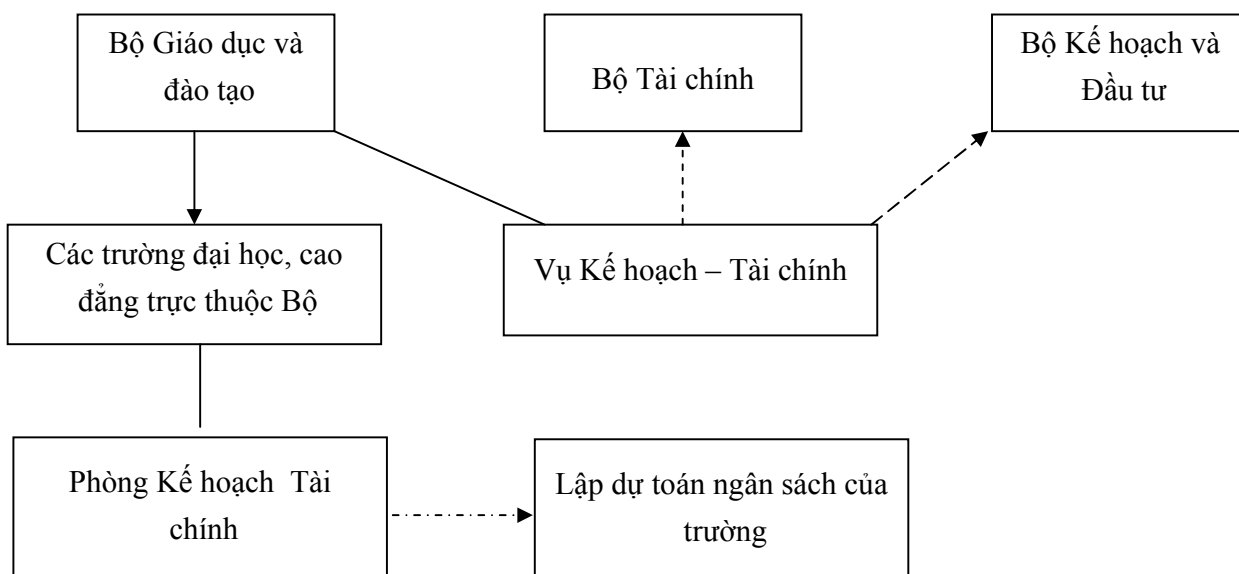 Bộ Giáo dục và
đào tạo
Bộ Tài chính
Bộ Kế hoạch và
Đầu tư
Các trường đại học, cao
đẳng trực thuộc Bộ
Vụ Kế hoạch – Tài chính
Phòng Kế hoạch Tài
chính
Lập dự toán ngân sách của
trường